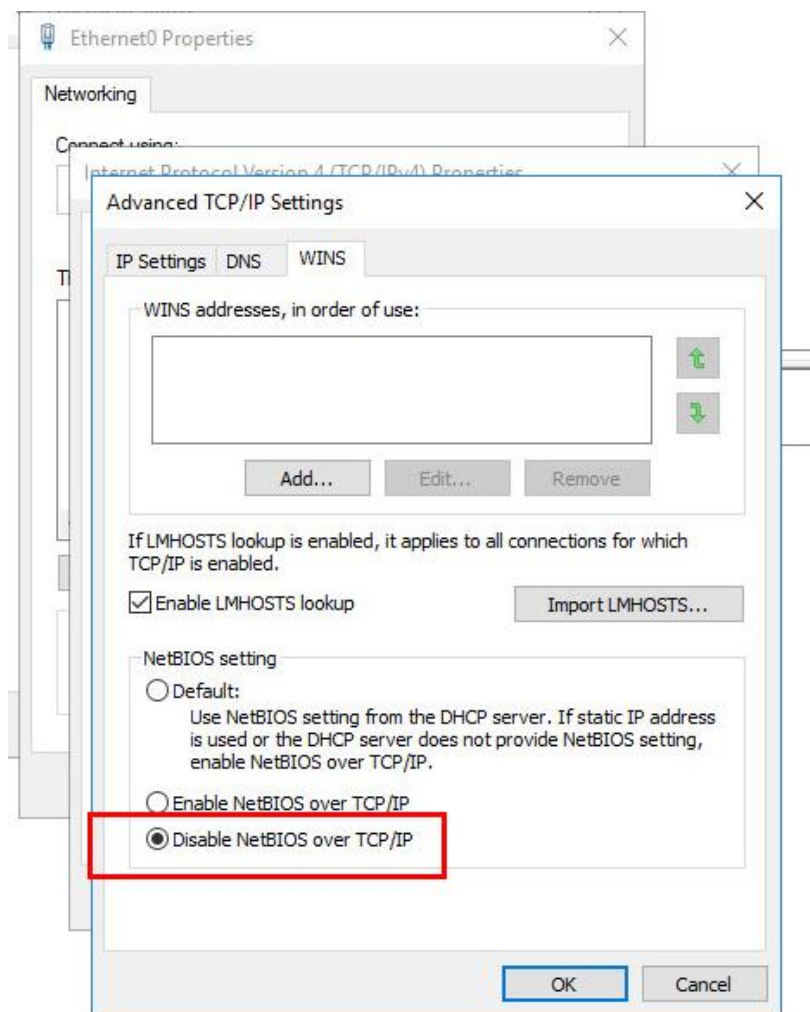 Ethernet0 Properties
Networking
Connect using:
Internet Protocol Version 4 (TCP/IPv4) Properties
Advanced TCP/IP Settings
IP Settings DNS WINS
WINS addresses, in order of use:
Add... Edit... Remove
If LMHOSTS lookup is enabled, it applies to all connections for which
TCP/IP is enabled.
Enable LMHOSTS lookup Import LMHOSTS...
NetBIOS setting
Default:
Use NetBIOS setting from the DHCP server. If static IP address
is used or the DHCP server does not provide NetBIOS setting,
enable NetBIOS over TCP/IP.
Enable NetBIOS over TCP/IP
Disable NetBIOS over TCP/IP
OK Cancel